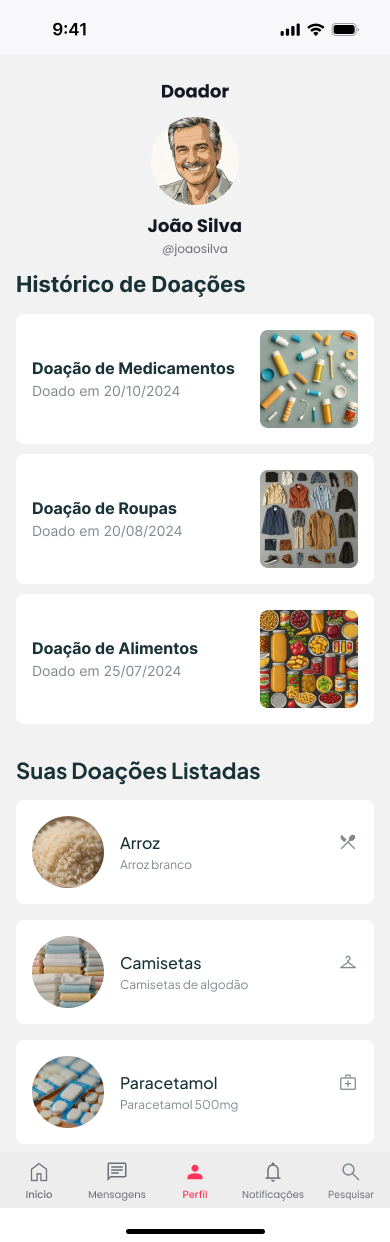 9:41
Doador
João Silva
@joaosilva
Histórico de Doações
Doação de Medicamentos
Doado em 20/10/2024
Doação de Roupas
Doado em 20/08/2024
Doação de Alimentos
Doado em 25/07/2024
Suas Doações Listadas
Arroz
Arroz branco
Camisetas
Camisetas de algodão
Paracetamol
Paracetamol 500mg
Início Mensagens Perfil Notificações Pesquisar